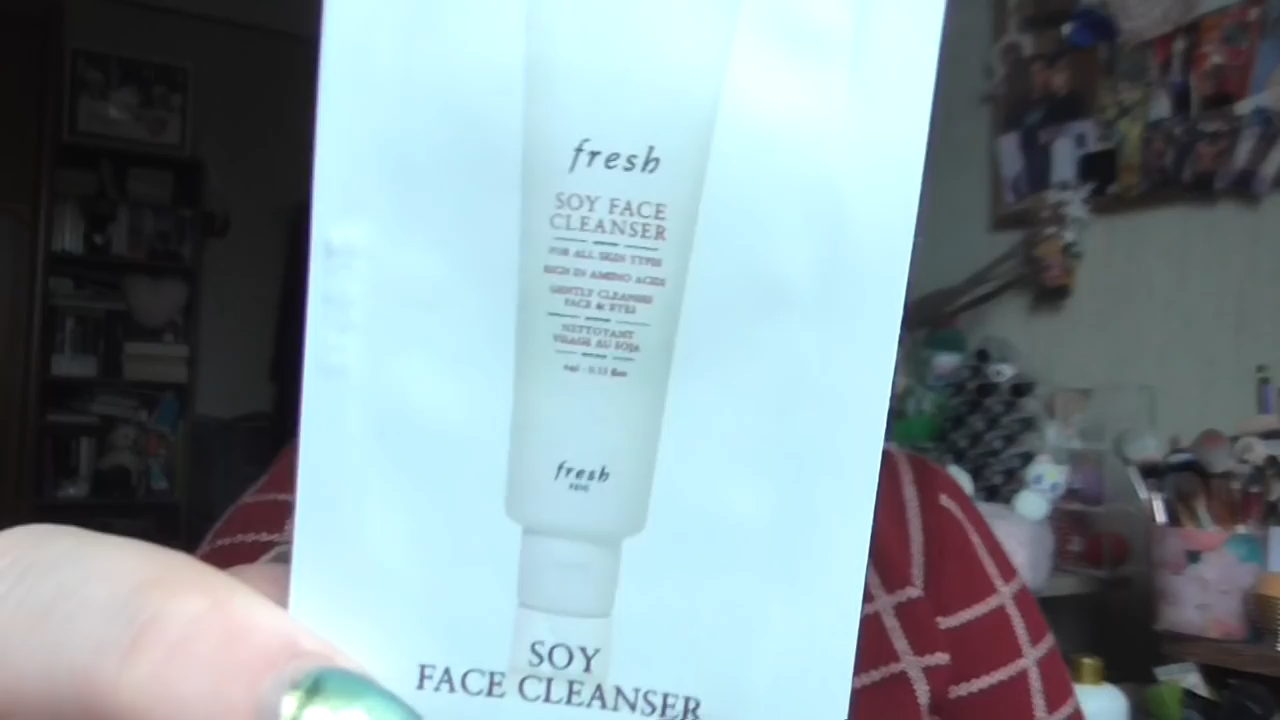 fresh
SOY FACE
CLEANSER
FOR ALL SKIN TYPES
RICH IN AMINO ACIDS
GENTLY CLEANSES
FACE & EYES
NETTOYANT
VISAGE AU SOJA
fresh
SOY
FACE CLEANSER